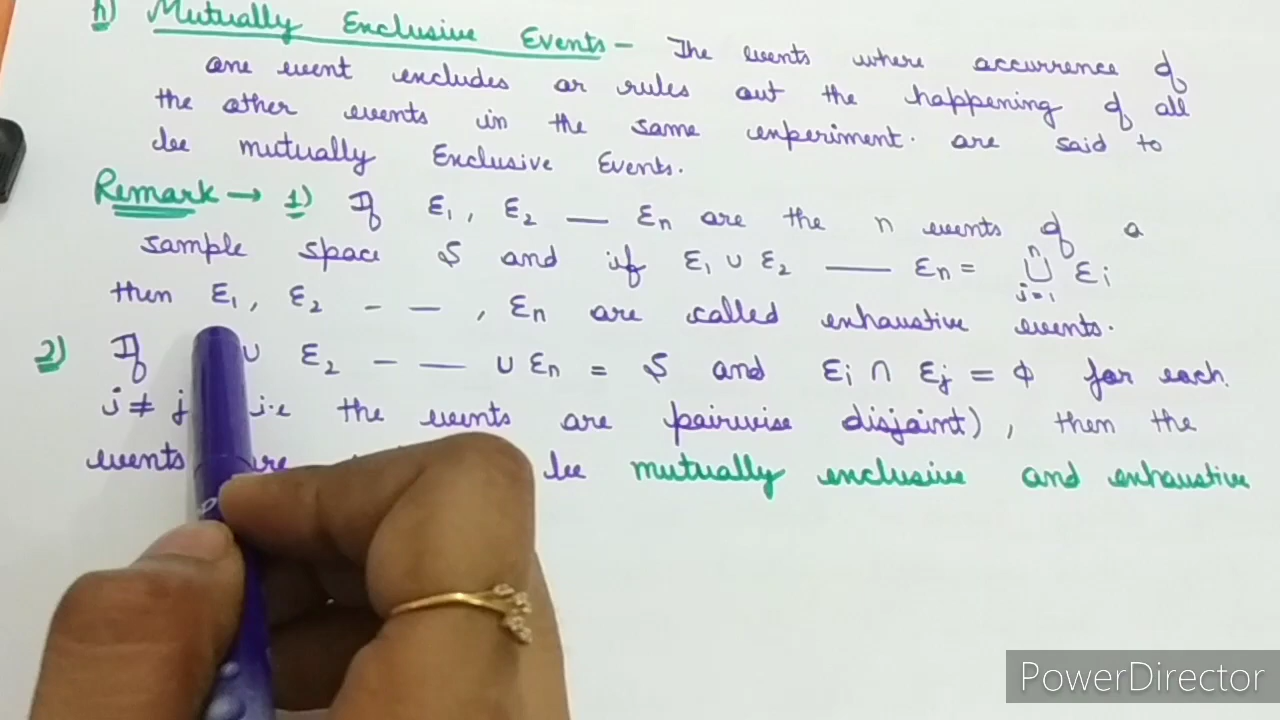 h) Mutually Exclusive Events - The events where occurrence of
one event excludes or rules out the happening of all
the other events in the same experiment. are said to
be mutually Exclusive Events.
Remark → 1) If E₁, E₂ — Eₙ are the n events of a
sample space S and if E₁ ∪ E₂ — Eₙ = ⋃ⁿᵢ₌₁ Eᵢ
then E₁, E₂ - - , Eₙ are called exhaustive events.
2) If ∪ E₂ - — ∪ Eₙ = S and Eᵢ ∩ Eⱼ = ϕ for each
i ≠ j i.e the events are pairwise disjoint), then the
events be mutually exclusive and exhaustive
PowerDirector